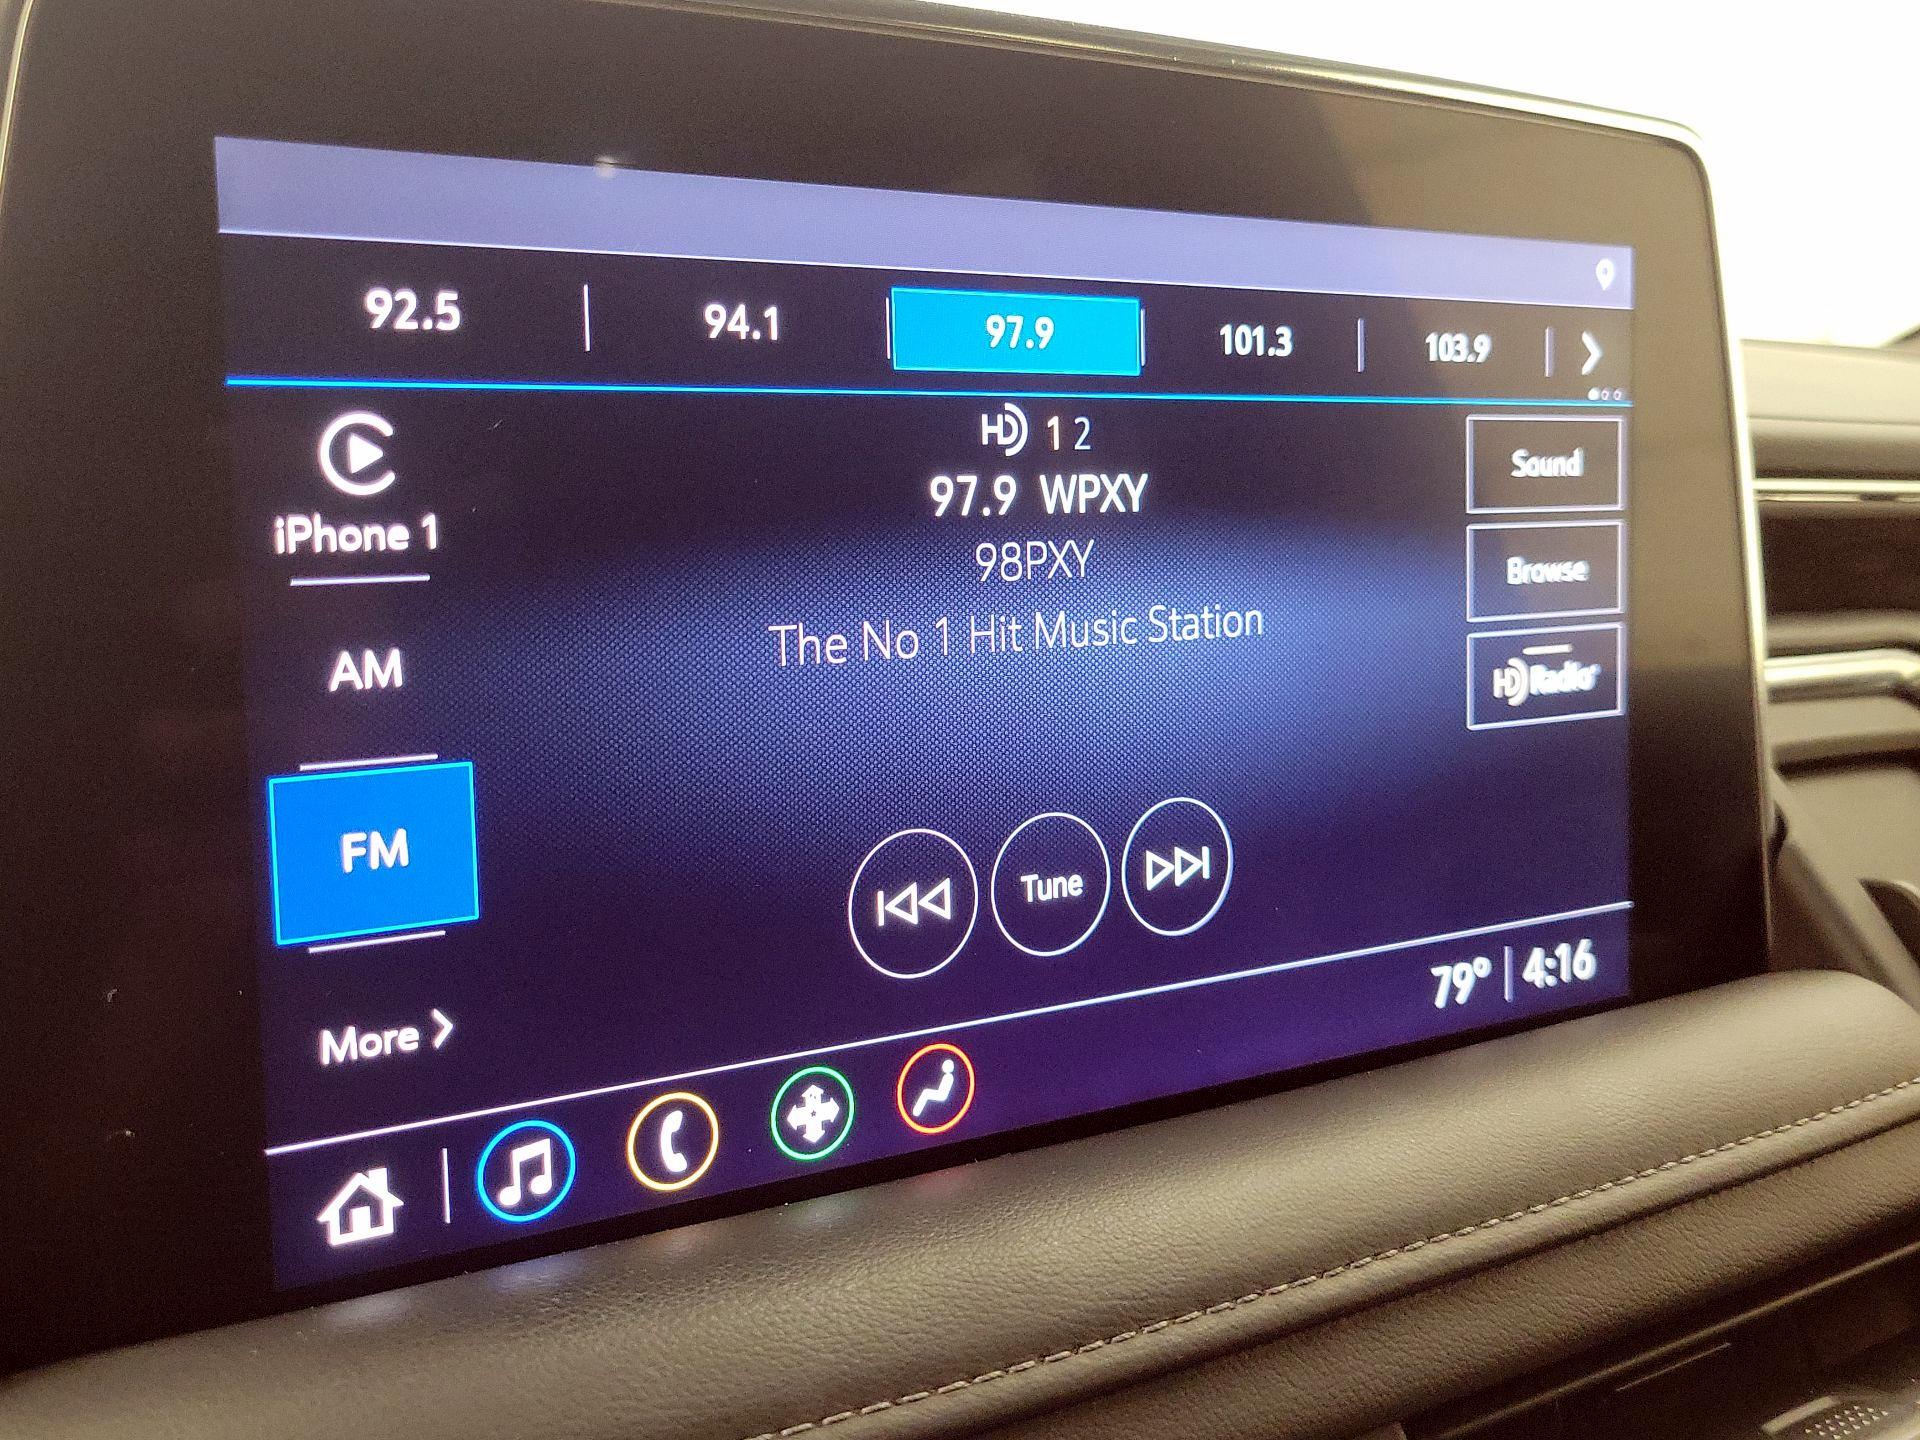 92.5 94.1 97.9 101.3 103.9
HD 1 2
97.9 WPXY
98PXY
The No 1 Hit Music Station
iPhone 1
AM
FM
More
Sound
Browse
HD Radio
Tune
79° 4:16